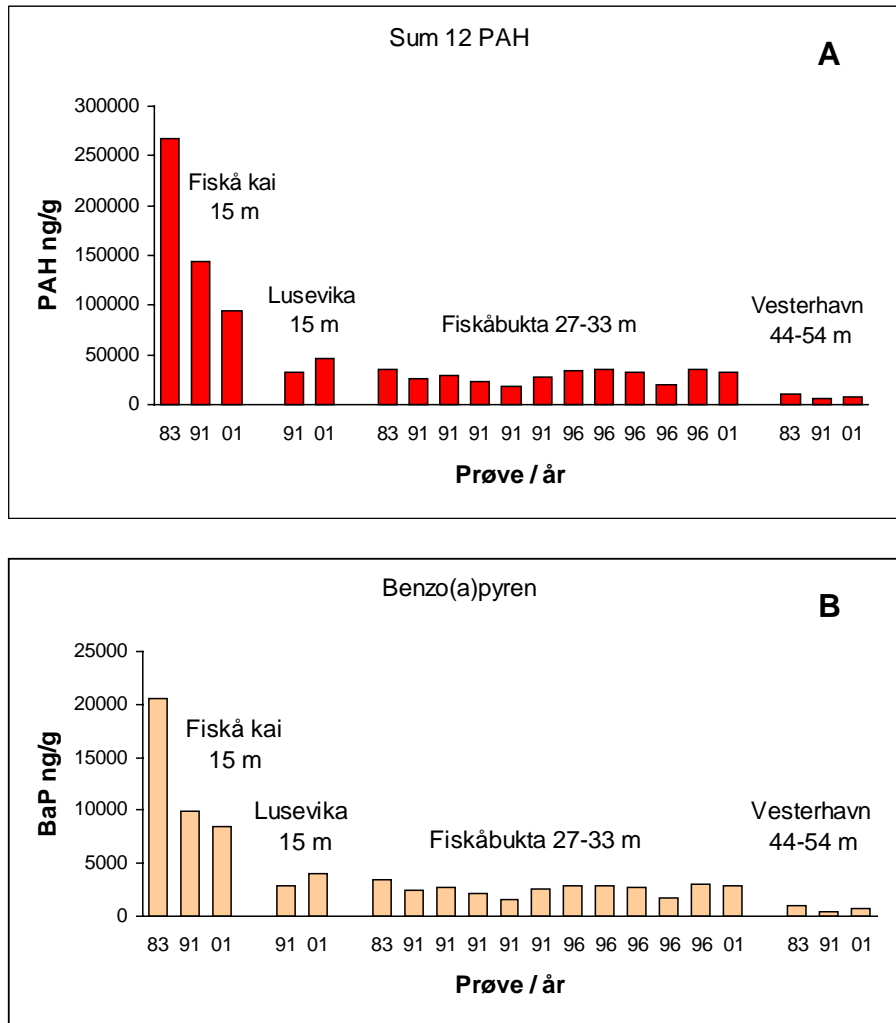 Sum 12 PAH
A
300000
250000
200000
150000
100000
50000
0
PAH ng/g
Fiskå kai
15 m
Lusevika
15 m
Fiskåbukta 27-33 m
Vesterhavn
44-54 m
83 91 01 91 01 83 91 91 91 91 91 96 96 96 96 96 01 83 91 01
Prøve / år
Benzo(a)pyren
B
25000
20000
15000
10000
5000
0
BaP ng/g
Fiskå kai
15 m
Lusevika
15 m
Fiskåbukta 27-33 m
Vesterhavn
44-54 m
83 91 01 91 01 83 91 91 91 91 91 96 96 96 96 96 01 83 91 01
Prøve / år